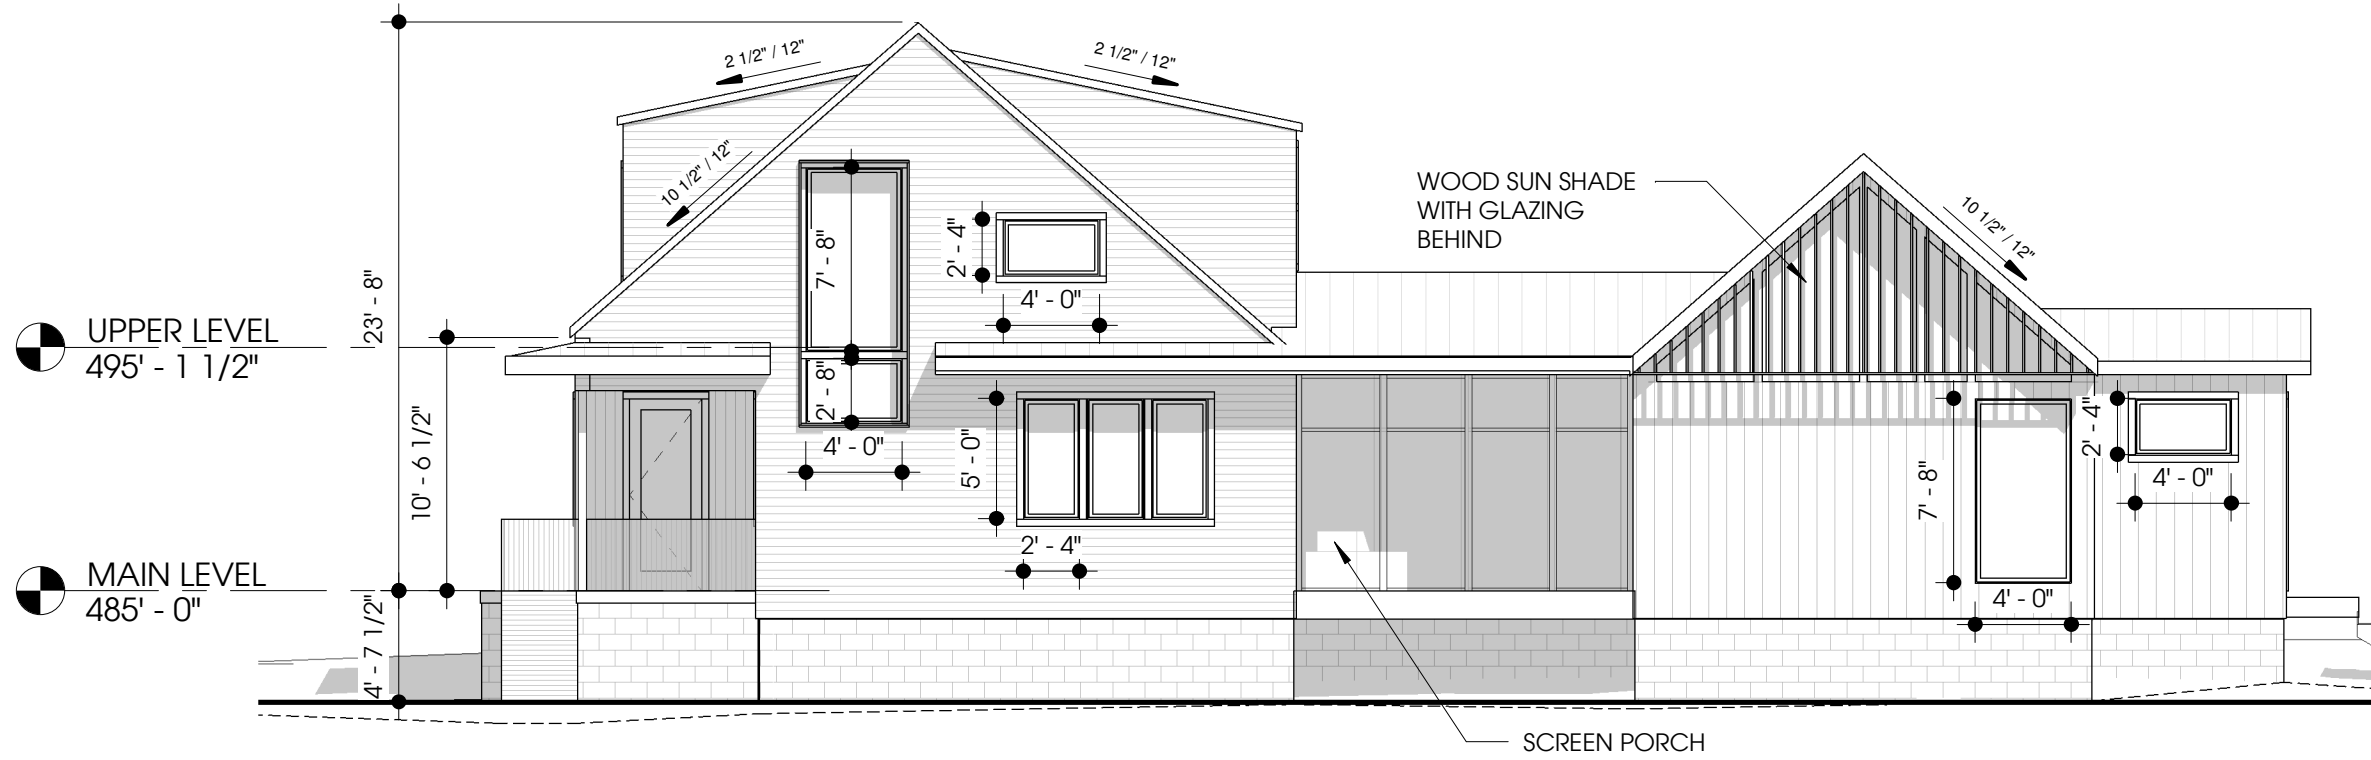 2 1/2" / 12"
2 1/2" / 12"
10 1/2" / 12"
WOOD SUN SHADE
WITH GLAZING
BEHIND
10 1/2" / 12"
7' - 8"
2' - 4"
4' - 0"
23' - 8"
UPPER LEVEL
495' - 1 1/2"
2' - 8"
4' - 0"
10' - 6 1/2"
5' - 0"
2' - 4"
7' - 8"
4' - 0"
2' - 4"
4' - 0"
MAIN LEVEL
485' - 0"
4' - 7 1/2"
SCREEN PORCH